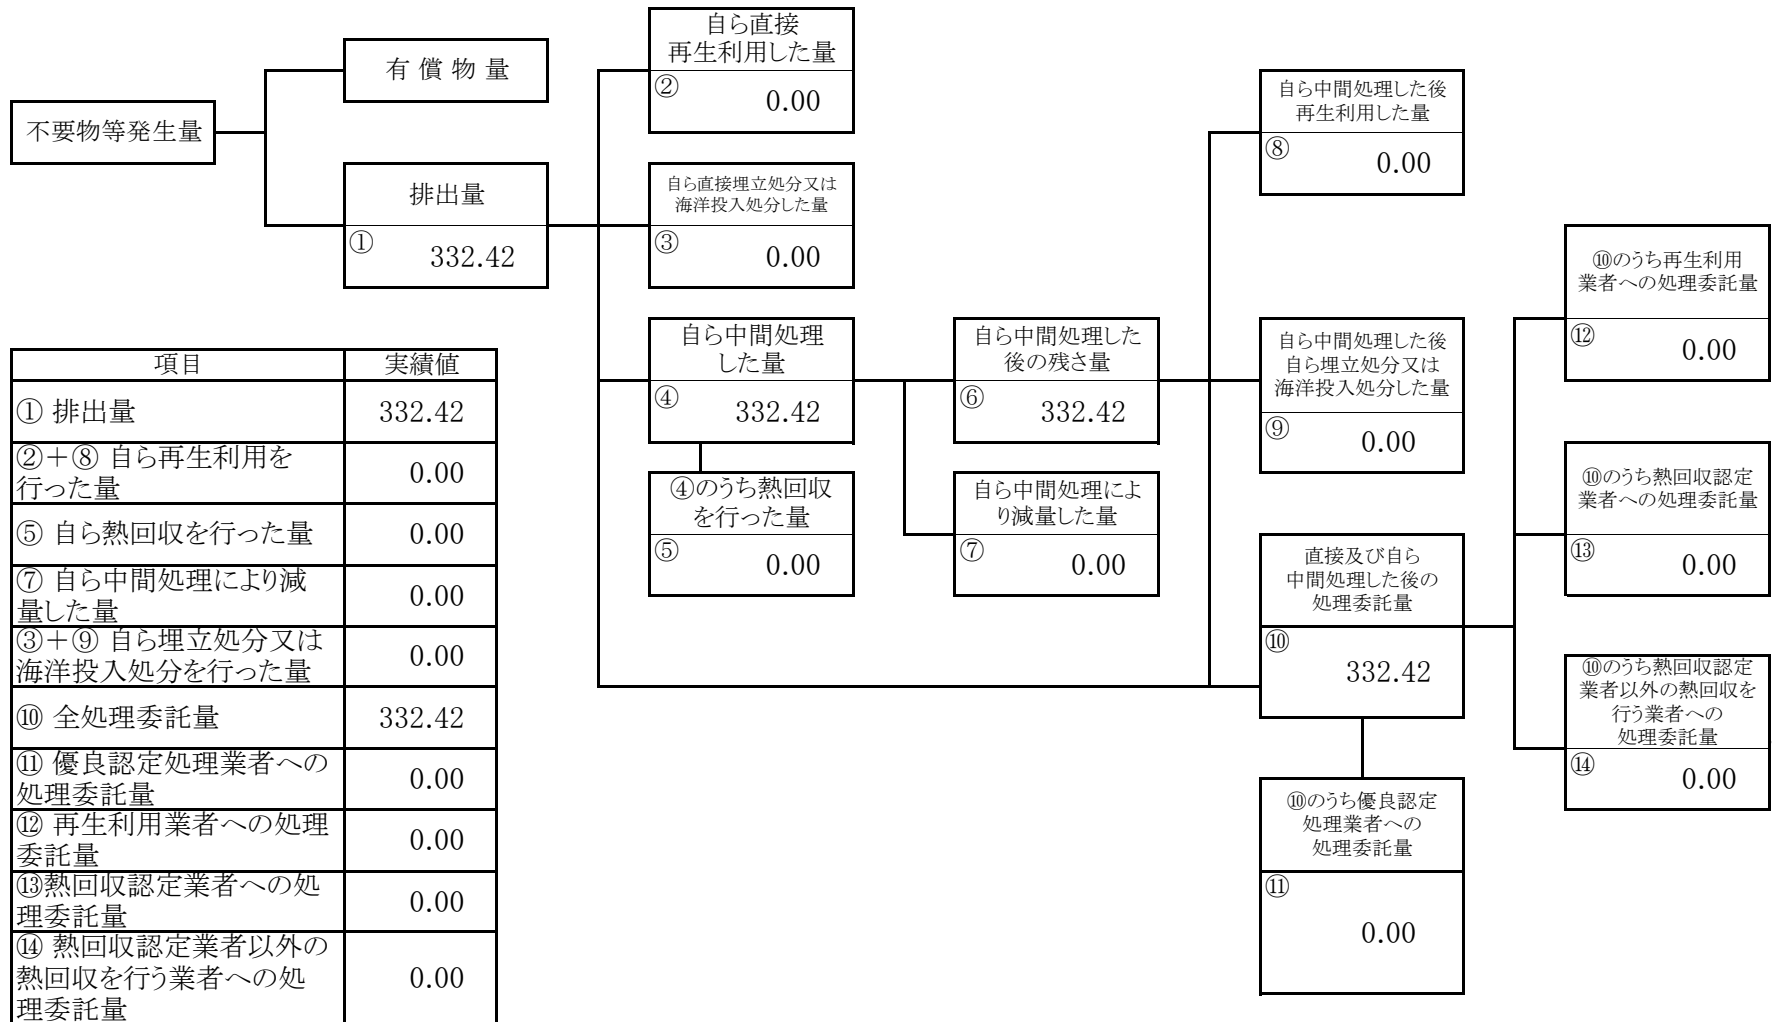 不要物等発生量
有 償 物 量
排出量
①
332.42
自ら直接
再生利用した量
②
0.00
自ら直接埋立処分又は
海洋投入処分した量
③
0.00
自ら中間処理
した量
④
332.42
④のうち熱回収
を行った量
⑤
0.00
自ら中間処理した
後の残さ量
⑥
332.42
自ら中間処理によ
り減量した量
⑦
0.00
自ら中間処理した後
再生利用した量
⑧
0.00
自ら中間処理した後
自ら埋立処分又は
海洋投入処分した量
⑨
0.00
直接及び自ら
中間処理した後の
処理委託量
⑩
332.42
⑩のうち優良認定
処理業者への
処理委託量
⑪
0.00
⑩のうち再生利用
業者への処理委託量
⑫
0.00
⑩のうち熱回収認定
業者への処理委託量
⑬
0.00
⑩のうち熱回収認定
業者以外の熱回収を
行う業者への
処理委託量
⑭
0.00
項目 実績値
① 排出量 332.42
②＋⑧ 自ら再生利用を
行った量
0.00
⑤ 自ら熱回収を行った量 0.00
⑦ 自ら中間処理により減
量した量
0.00
③＋⑨ 自ら埋立処分又は
海洋投入処分を行った量
0.00
⑩ 全処理委託量 332.42
⑪ 優良認定処理業者への
処理委託量
0.00
⑫ 再生利用業者への処理
委託量
0.00
⑬熱回収認定業者への処
理委託量
0.00
⑭ 熱回収認定業者以外の
熱回収を行う業者への処
理委託量
0.00